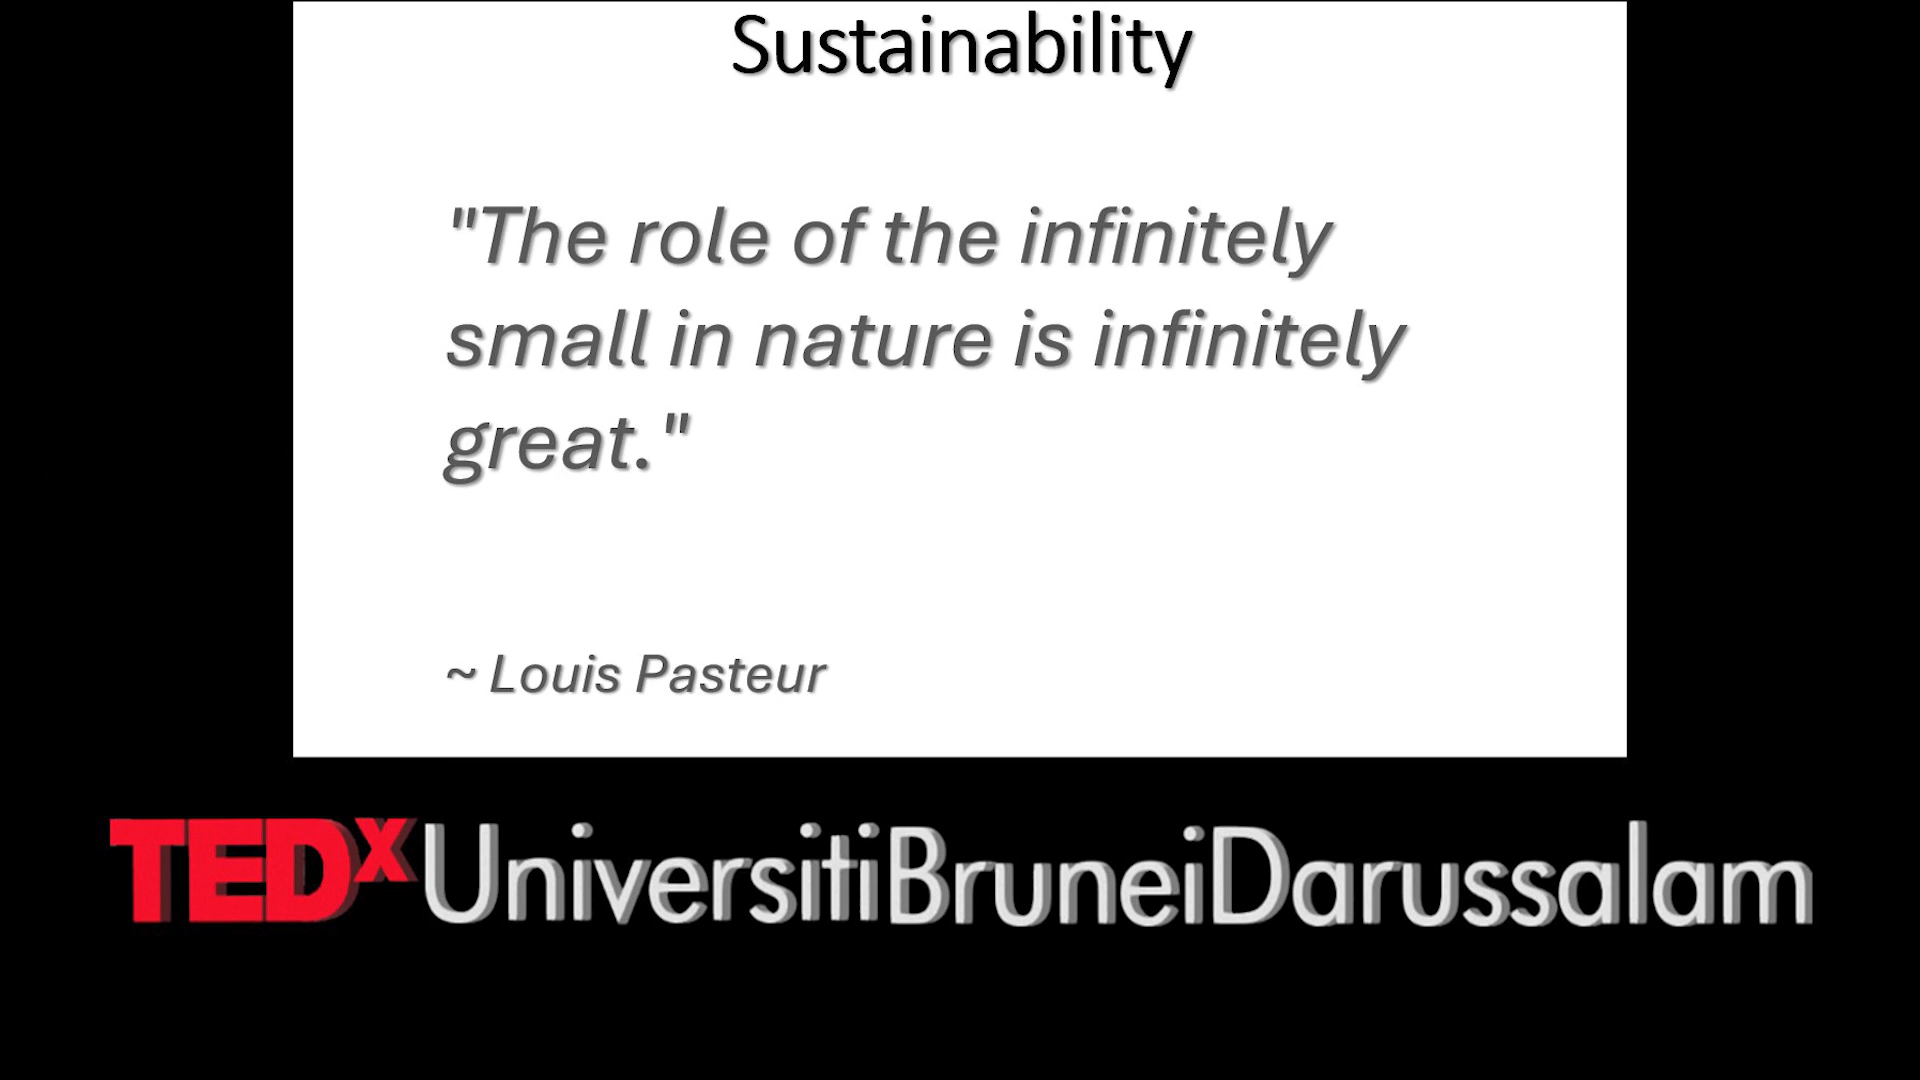 Sustainability
"The role of the infinitely
small in nature is infinitely
great."
~ Louis Pasteur
TEDxUniversitiBruneiDarussalam